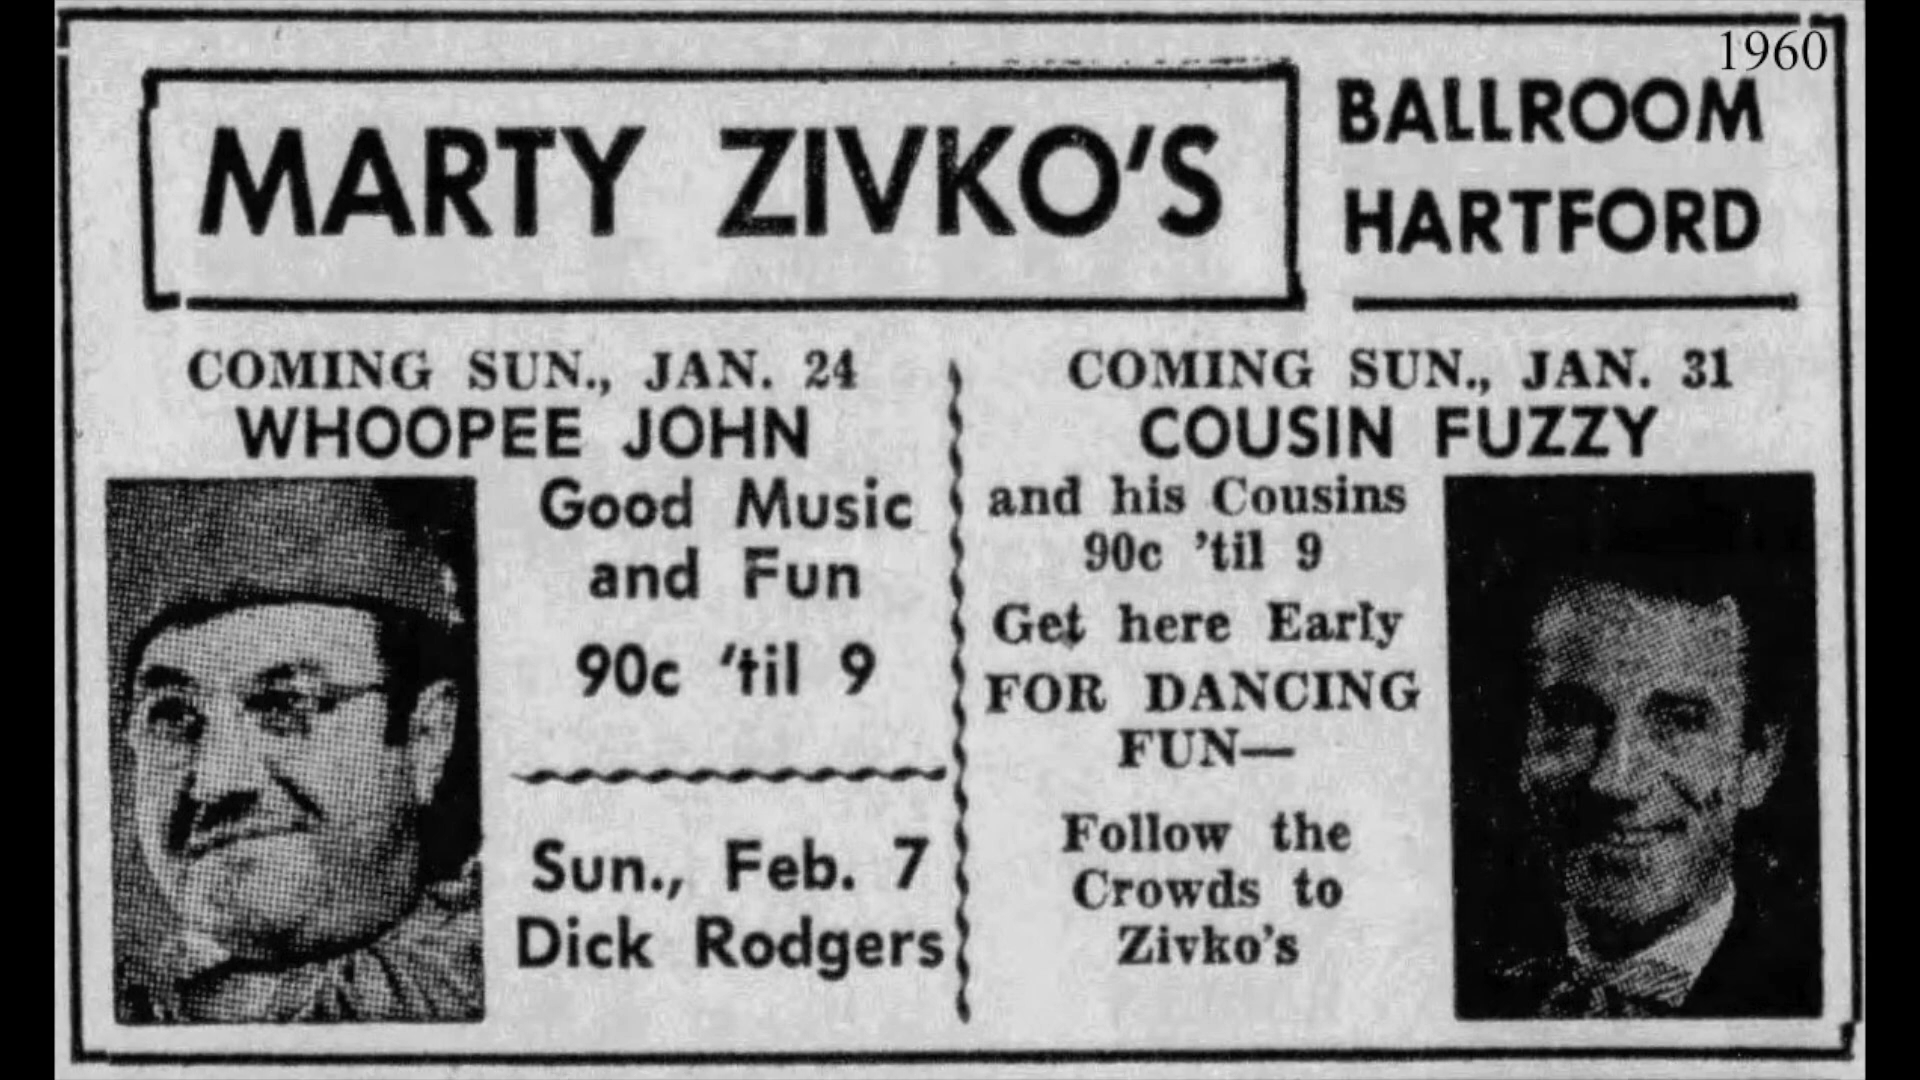 1960
MARTY ZIVKO'S
BALLROOM
HARTFORD
COMING SUN., JAN. 24
WHOOPEE JOHN
Good Music
and Fun
90c 'til 9
Sun., Feb. 7
Dick Rodgers
COMING SUN., JAN. 31
COUSIN FUZZY
and his Cousins
90c 'til 9
Get here Early
FOR DANCING
FUN—
Follow the
Crowds to
Zivko's